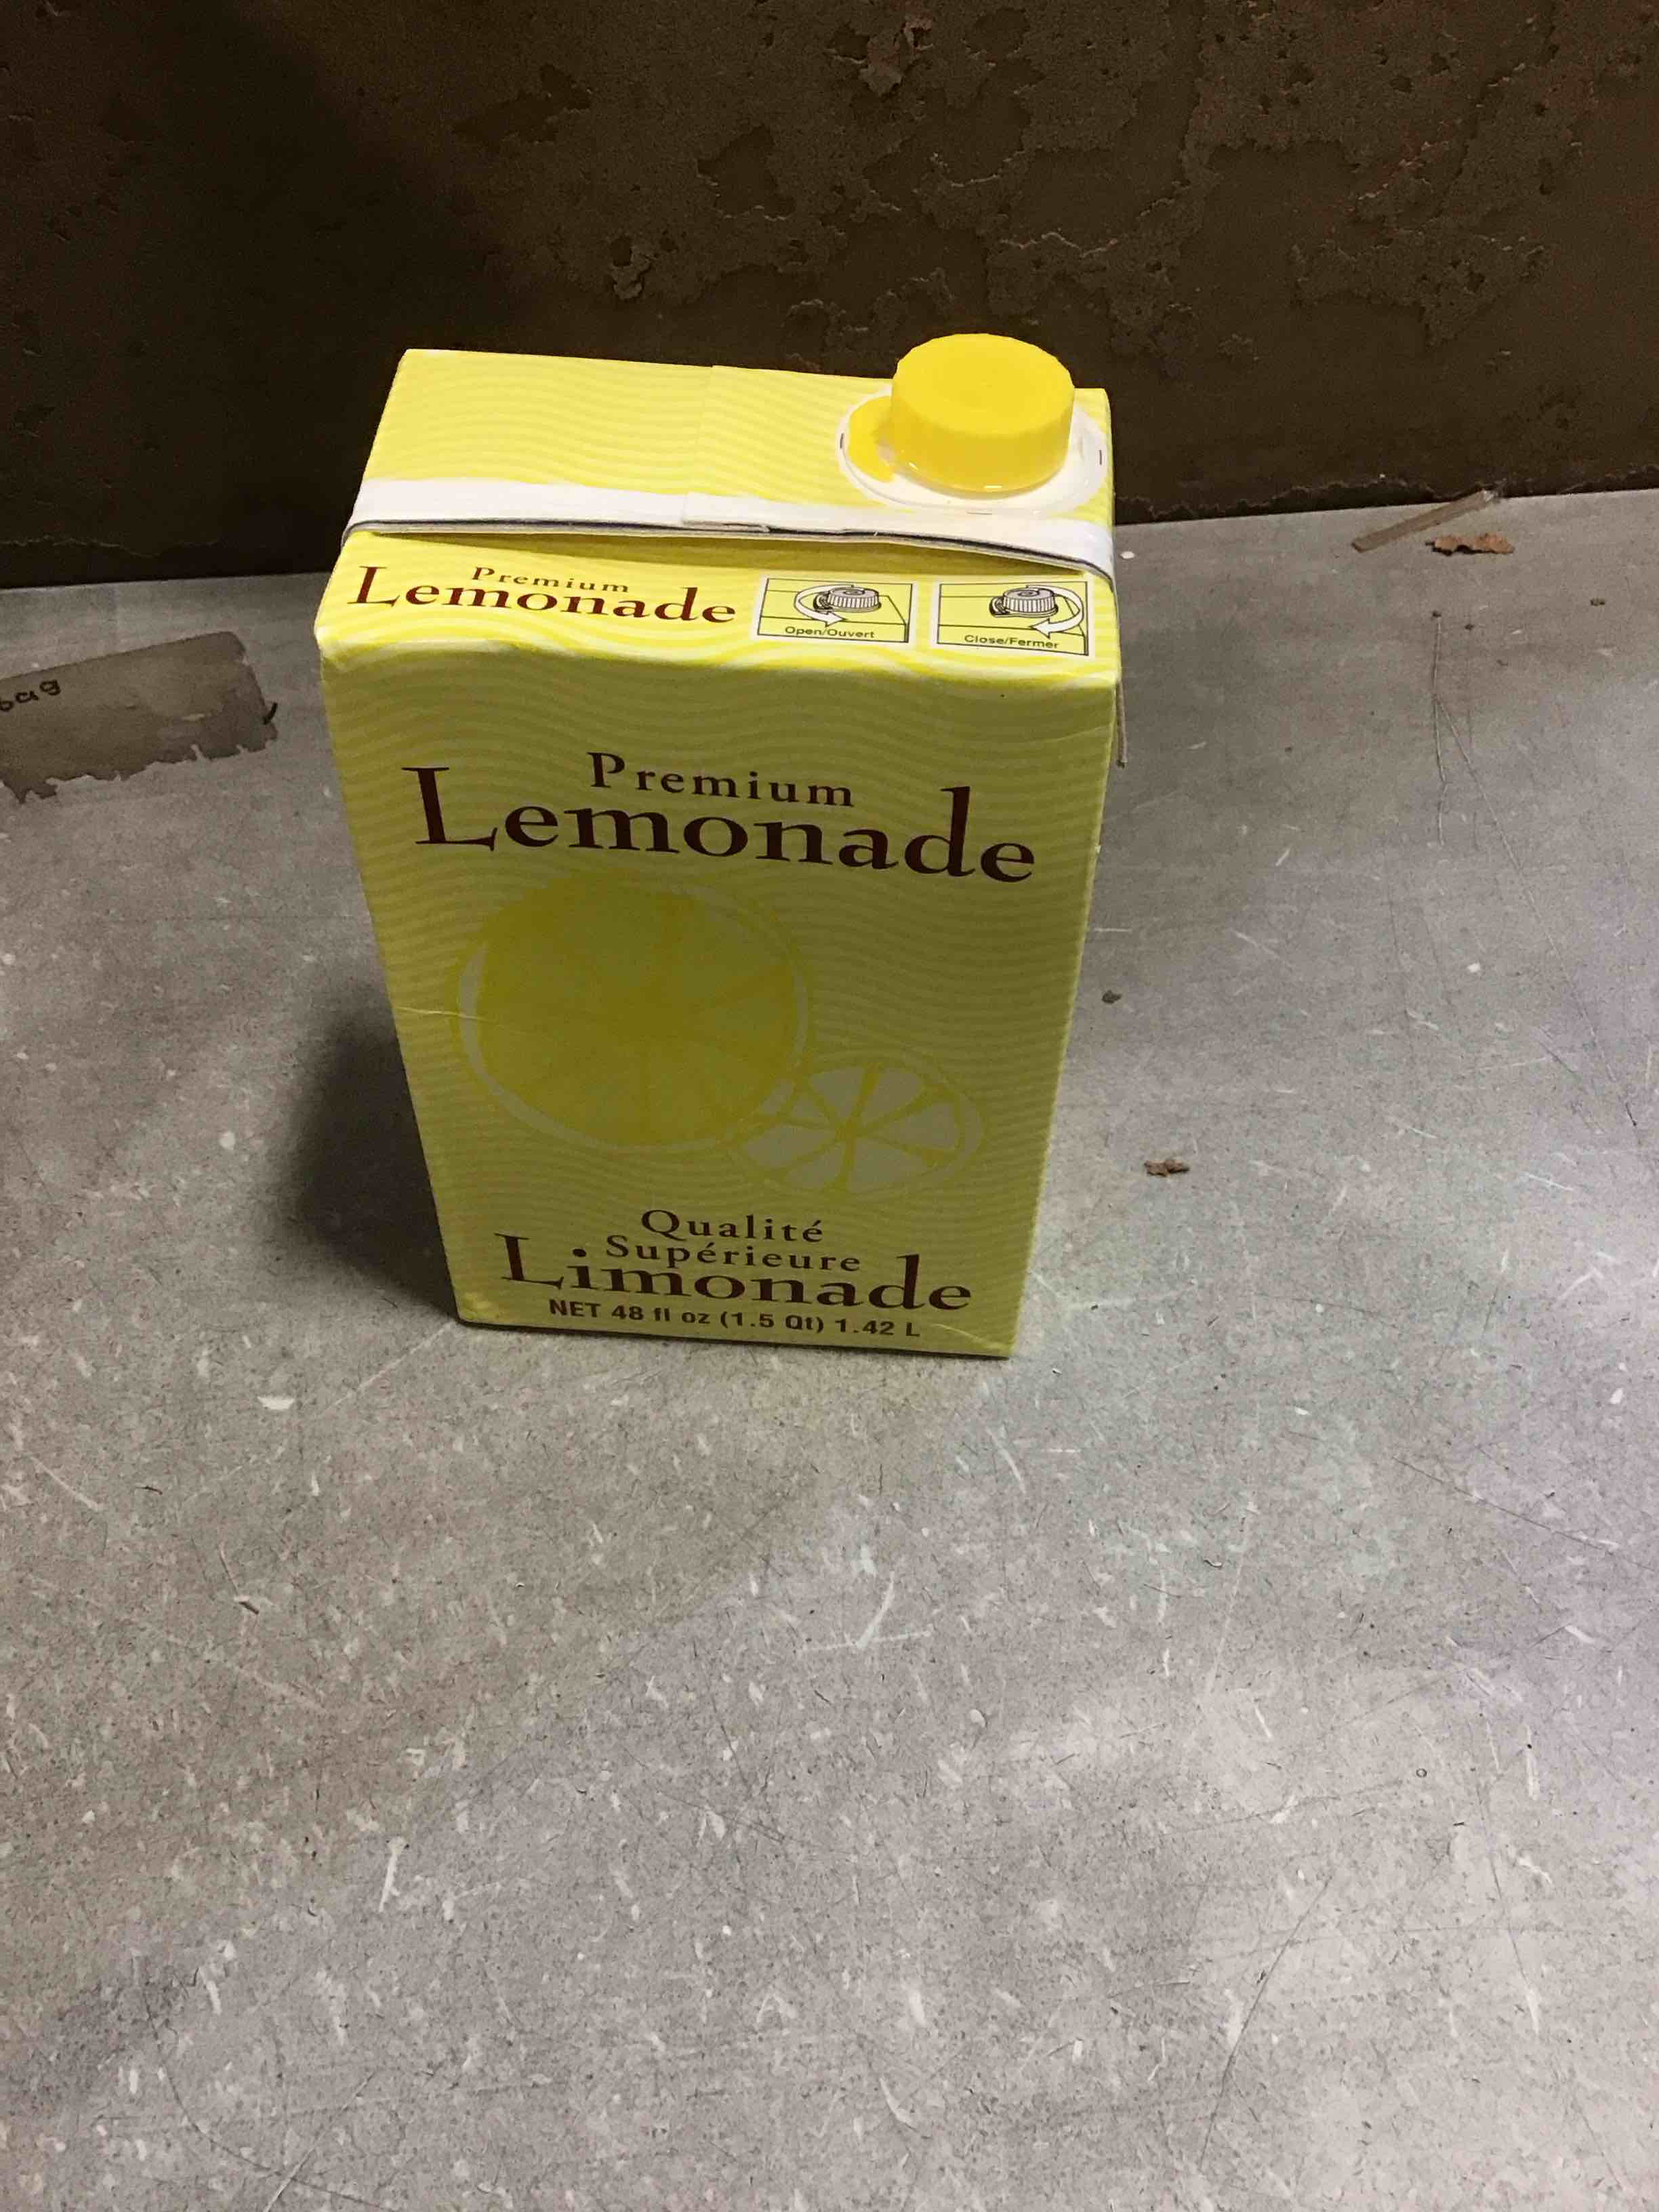 bag
Premium
Lemonade
Open/Ouvert
Close/Fermer
Premium
Lemonade
Qualité
Supérieure
Limonade
NET 48 fl oz (1.5 Qt) 1.42 L